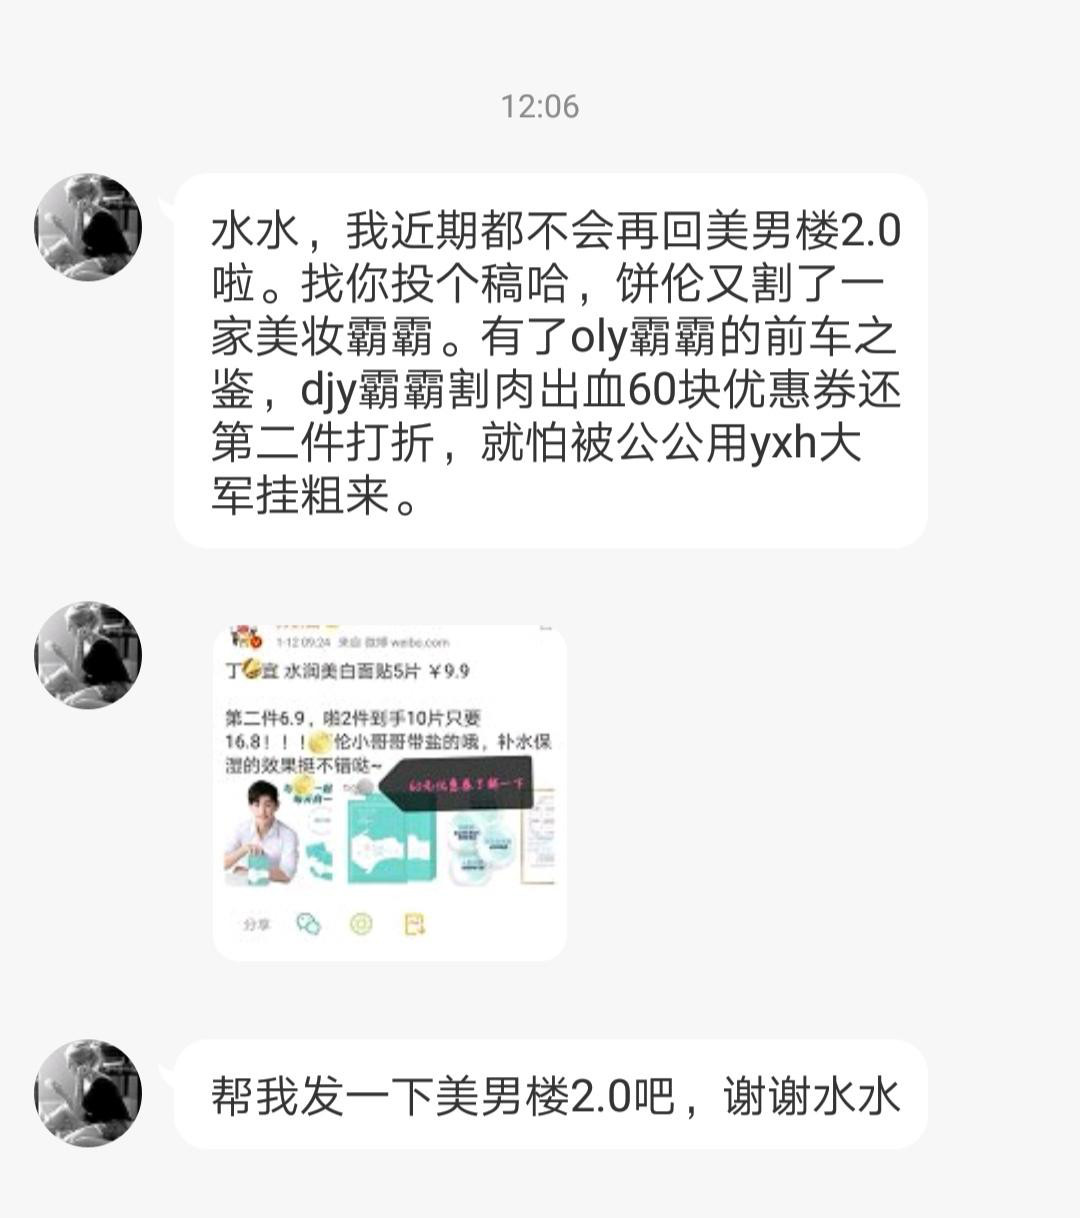 12:06
水水，我近期都不会再回美男楼2.0
啦。找你投个稿哈，饼伦又割了一
家美妆霸霸。有了oly霸霸的前车之
鉴，djy霸霸割肉出血60块优惠券还
第二件打折，就怕被公公用yxh大
军挂粗来。
1-12 09:24 来自 微博 weibo.com
丁宜 水润美白面贴5片 ￥9.9
第二件6.9，啪2件到手10片只要
16.8！！！伦小哥哥带盐的哦，补水保
湿的效果挺不错哒~
60元优惠券了解一下
分享
帮我发一下美男楼2.0吧，谢谢水水